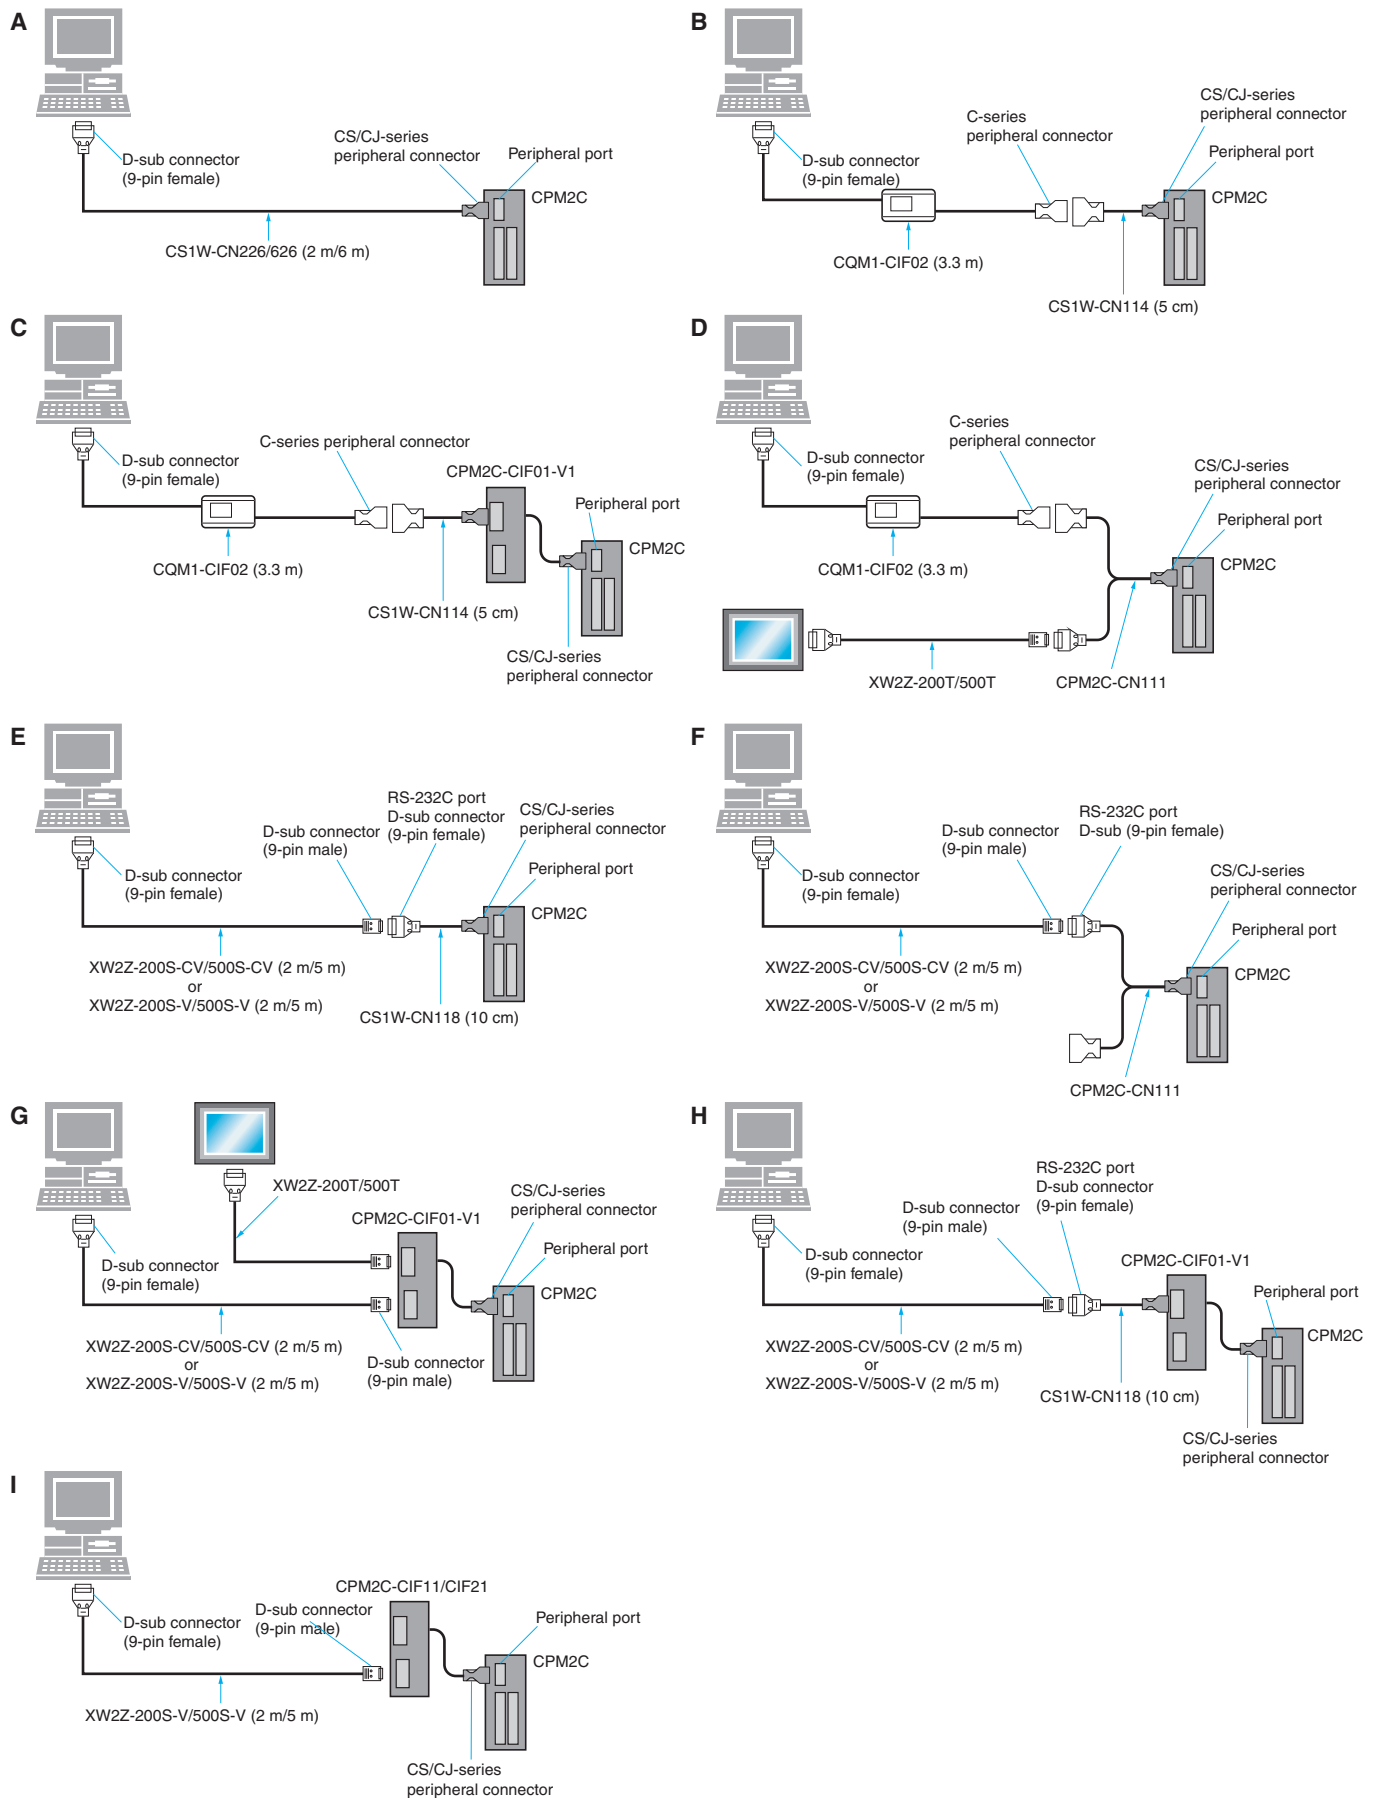 A
D-sub connector
(9-pin female)
CS/CJ-series
peripheral connector
Peripheral port
CPM2C
CS1W-CN226/626 (2 m/6 m)
B
D-sub connector
(9-pin female)
C-series
peripheral connector
CS/CJ-series
peripheral connector
Peripheral port
CPM2C
CQM1-CIF02 (3.3 m)
CS1W-CN114 (5 cm)
C
D-sub connector
(9-pin female)
C-series peripheral connector
CPM2C-CIF01-V1
Peripheral port
CPM2C
CQM1-CIF02 (3.3 m)
CS1W-CN114 (5 cm)
CS/CJ-series
peripheral connector
D
D-sub connector
(9-pin female)
C-series
peripheral connector
CS/CJ-series
peripheral connector
Peripheral port
CPM2C
CQM1-CIF02 (3.3 m)
XW2Z-200T/500T
CPM2C-CN111
E
D-sub connector
(9-pin female)
D-sub connector
(9-pin male)
RS-232C port
D-sub connector
(9-pin female)
CS/CJ-series
peripheral connector
Peripheral port
CPM2C
XW2Z-200S-CV/500S-CV (2 m/5 m)
or
XW2Z-200S-V/500S-V (2 m/5 m)
CS1W-CN118 (10 cm)
F
D-sub connector
(9-pin female)
D-sub connector
(9-pin male)
RS-232C port
D-sub (9-pin female)
CS/CJ-series
peripheral connector
Peripheral port
CPM2C
XW2Z-200S-CV/500S-CV (2 m/5 m)
or
XW2Z-200S-V/500S-V (2 m/5 m)
CPM2C-CN111
G
XW2Z-200T/500T
CPM2C-CIF01-V1
CS/CJ-series
peripheral connector
Peripheral port
CPM2C
D-sub connector
(9-pin female)
XW2Z-200S-CV/500S-CV (2 m/5 m)
or
XW2Z-200S-V/500S-V (2 m/5 m)
D-sub connector
(9-pin male)
H
D-sub connector
(9-pin female)
D-sub connector
(9-pin male)
RS-232C port
D-sub connector
(9-pin female)
CPM2C-CIF01-V1
Peripheral port
CPM2C
XW2Z-200S-CV/500S-CV (2 m/5 m)
or
XW2Z-200S-V/500S-V (2 m/5 m)
CS1W-CN118 (10 cm)
CS/CJ-series
peripheral connector
I
D-sub connector
(9-pin female)
D-sub connector
(9-pin male)
CPM2C-CIF11/CIF21
Peripheral port
CPM2C
XW2Z-200S-V/500S-V (2 m/5 m)
CS/CJ-series
peripheral connector